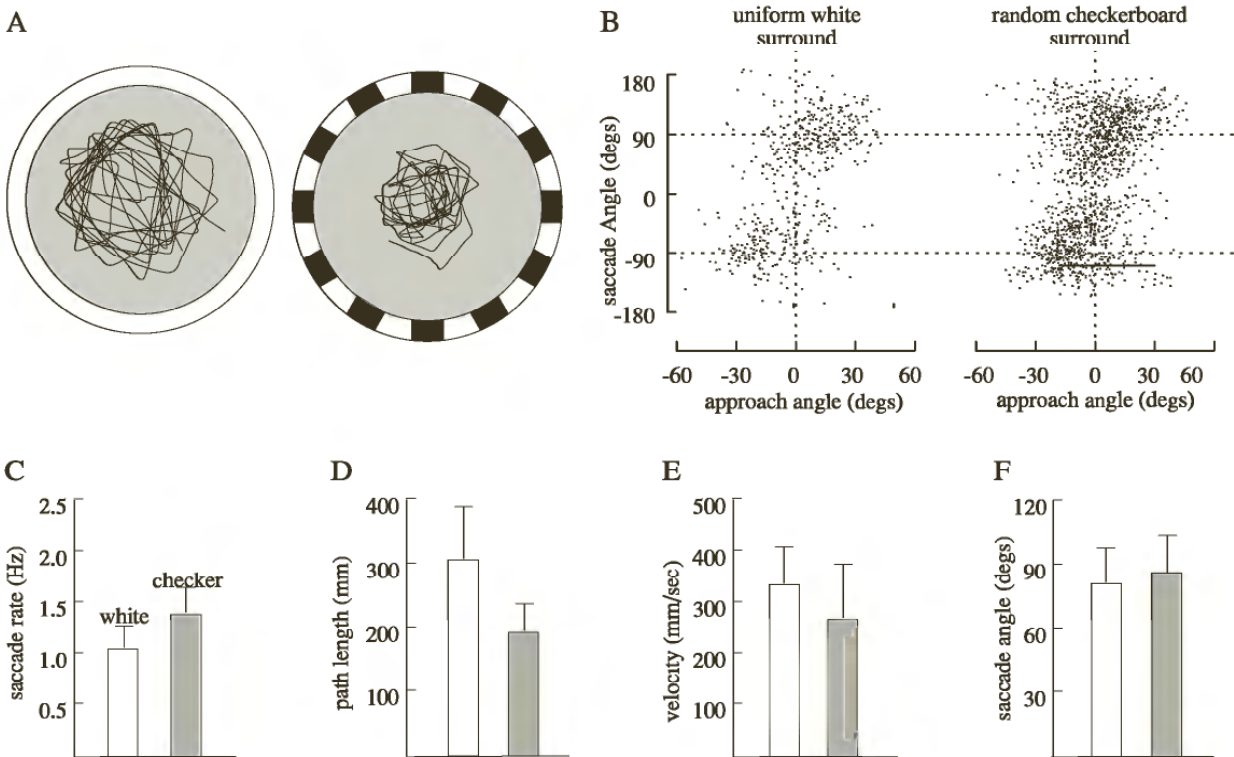 A
B
uniform white
surround
random checkerboard
surround
saccade Angle (degs)
180
90
0
-90
-180
-60 -30 0 30 60
approach angle (degs)
-60 -30 0 30 60
approach angle (degs)
C
saccade rate (Hz)
2.5
2.0
1.5
1.0
0.5
white
checker
D
path length (mm)
400
300
200
100
E
velocity (mm/sec)
500
400
300
200
100
F
saccade angle (degs)
120
90
60
30